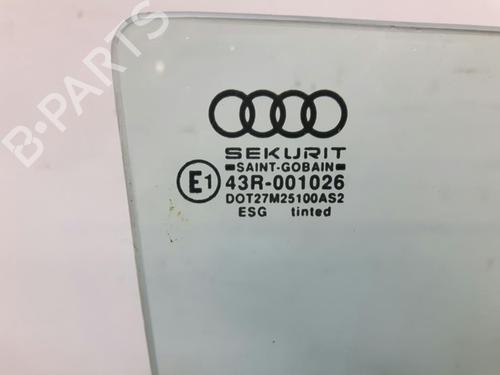 B-PARTS
SEKURIT
SAINT-GOBAIN
E1 43R-001026
DOT27M25100AS2
ESG tinted